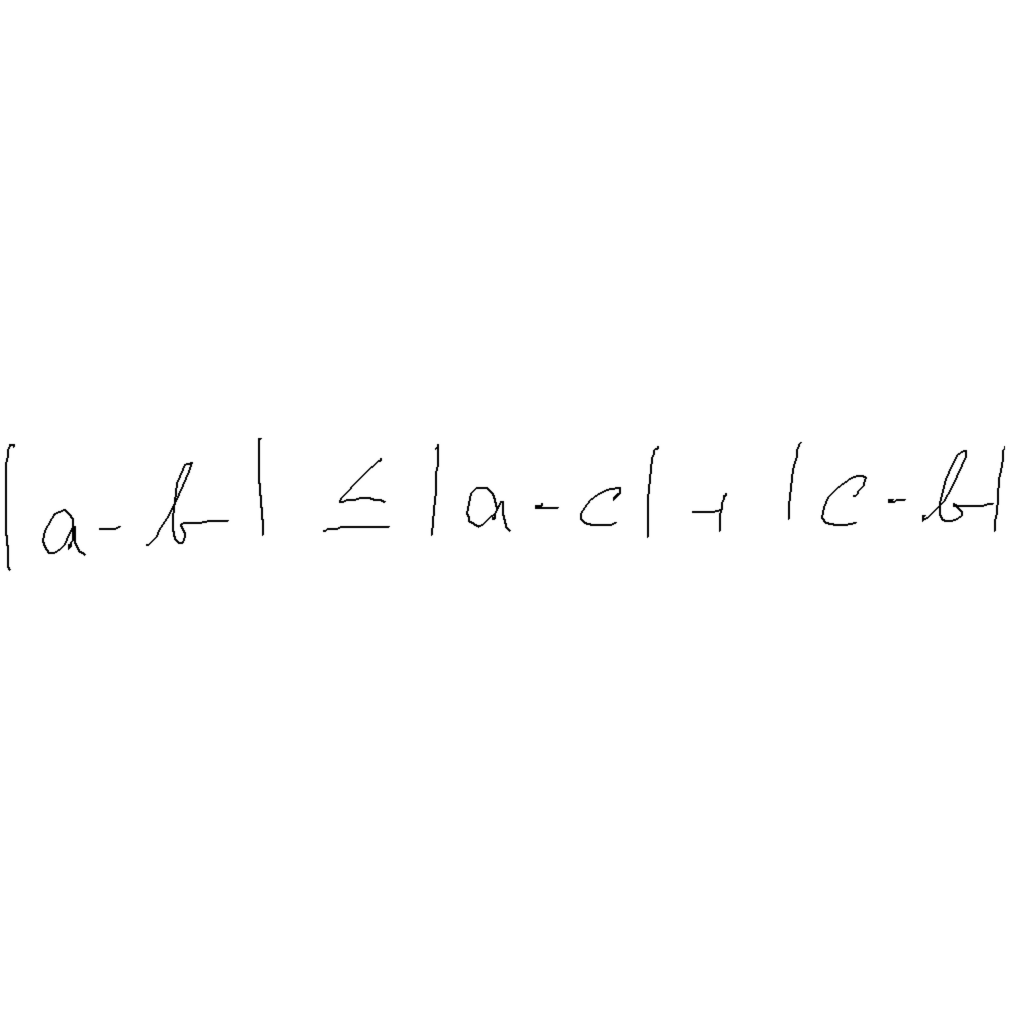 |a-b| ≤ |a-c| + |c-b|